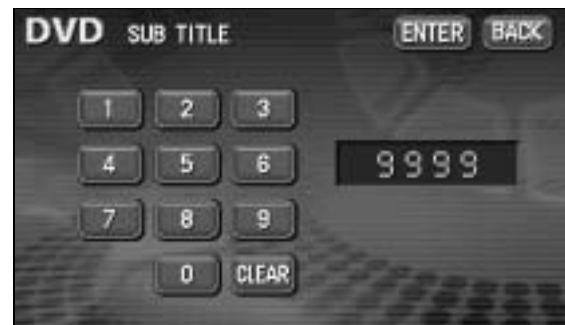 DVD SUB TITLE ENTER BACK
1 2 3
4 5 6 9999
7 8 9
0 CLEAR